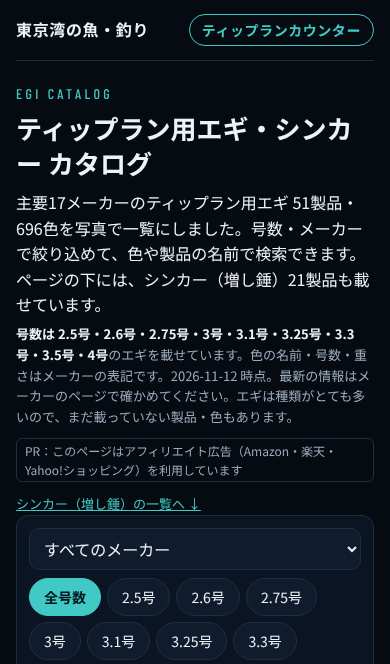 東京湾の魚・釣り
ティップランカウンター
EGI CATALOG
ティップラン用エギ・シンカ
ー カタログ
主要17メーカーのティップラン用エギ 51製品・
696色を写真で一覧にしました。号数・メーカー
で絞り込めて、色や製品の名前で検索できます。
ページの下には、シンカー（増し錘）21製品も載
せています。
号数は 2.5号・2.6号・2.75号・3号・3.1号・3.25号・3.3
号・3.5号・4号のエギを載せています。色の名前・号数・重
さはメーカーの表記です。2026-11-12 時点。最新の情報はメ
ーカーのページで確かめてください。エギは種類がとても多
いので、まだ載っていない製品・色もあります。
PR：このページはアフィリエイト広告（Amazon・楽天・
Yahoo!ショッピング）を利用しています
シンカー（増し錘）の一覧へ ↓
すべてのメーカー
全号数
2.5号
2.6号
2.75号
3号
3.1号
3.25号
3.3号